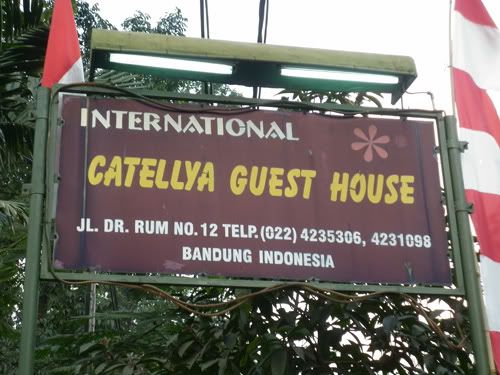 INTERNATIONAL
CATELLYA GUEST HOUSE
JL. DR. RUM NO. 12 TELP. (022) 4235306, 4231098
BANDUNG INDONESIA